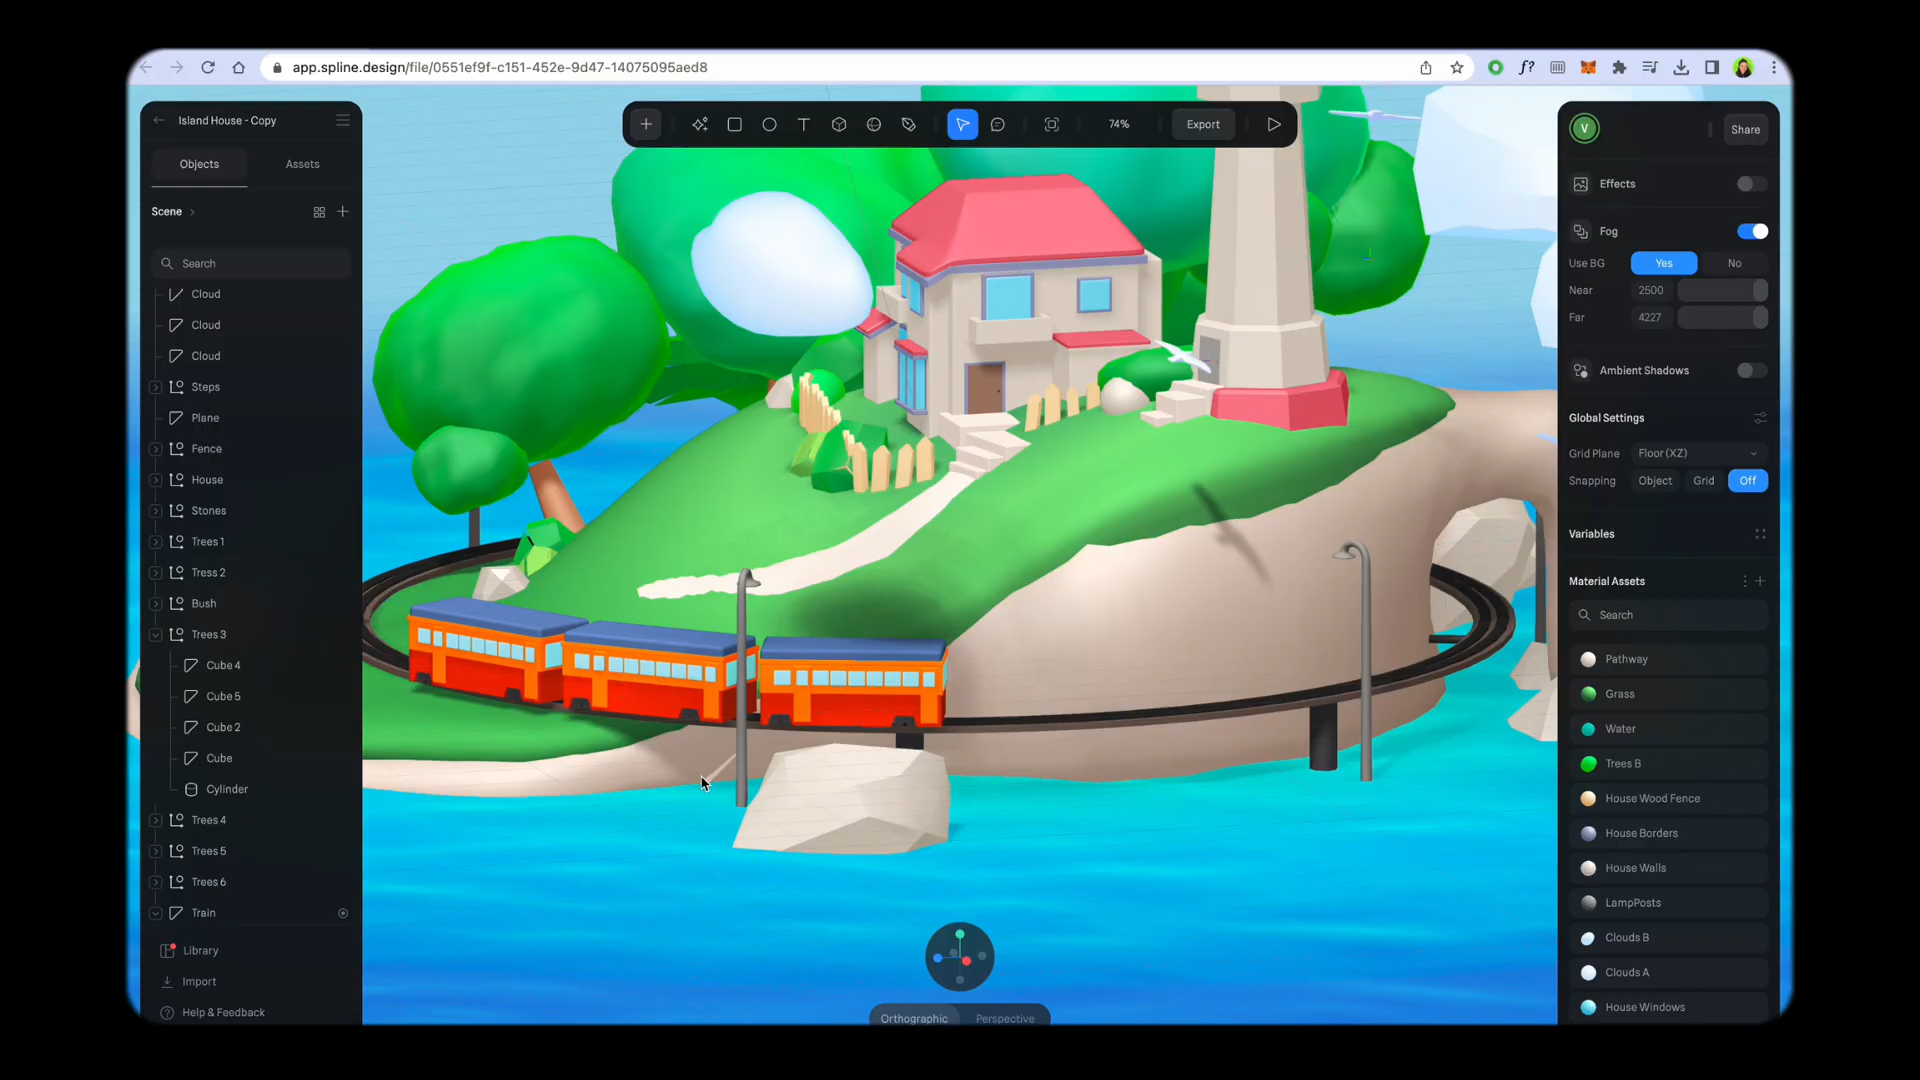 app.spline.design/file/0551ef9f-c151-452e-9d47-14075095aed8
f?
Island House - Copy
Objects
Assets
Scene
Search
Cloud
Cloud
Cloud
Steps
Plane
Fence
House
Stones
Trees 1
Tress 2
Bush
Trees 3
Cube 4
Cube 5
Cube 2
Cube
Cylinder
Trees 4
Trees 5
Trees 6
Train
Library
Import
Help & Feedback
T
74%
Export
Orthographic
Perspective
V
Share
Effects
Fog
Use BG
Yes
No
Near
2500
Far
4227
Ambient Shadows
Global Settings
Grid Plane
Floor (XZ)
Snapping
Object
Grid
Off
Variables
Material Assets
Search
Pathway
Grass
Water
Trees B
House Wood Fence
House Borders
House Walls
LampPosts
Clouds B
Clouds A
House Windows